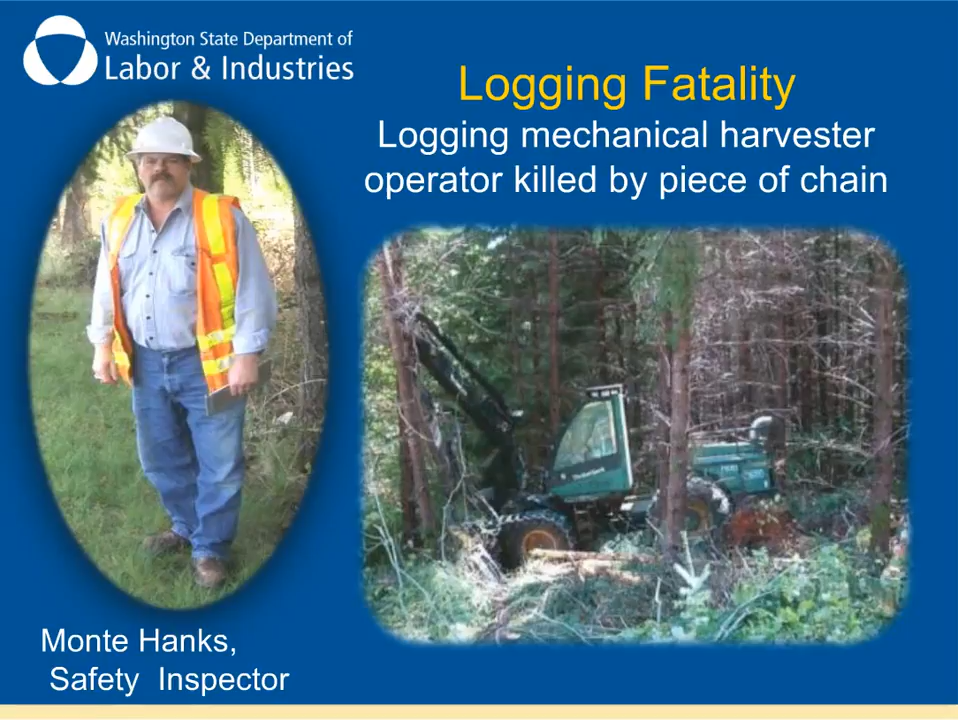 Washington State Department of
Labor & Industries
Logging Fatality
Logging mechanical harvester
operator killed by piece of chain
Monte Hanks,
Safety Inspector